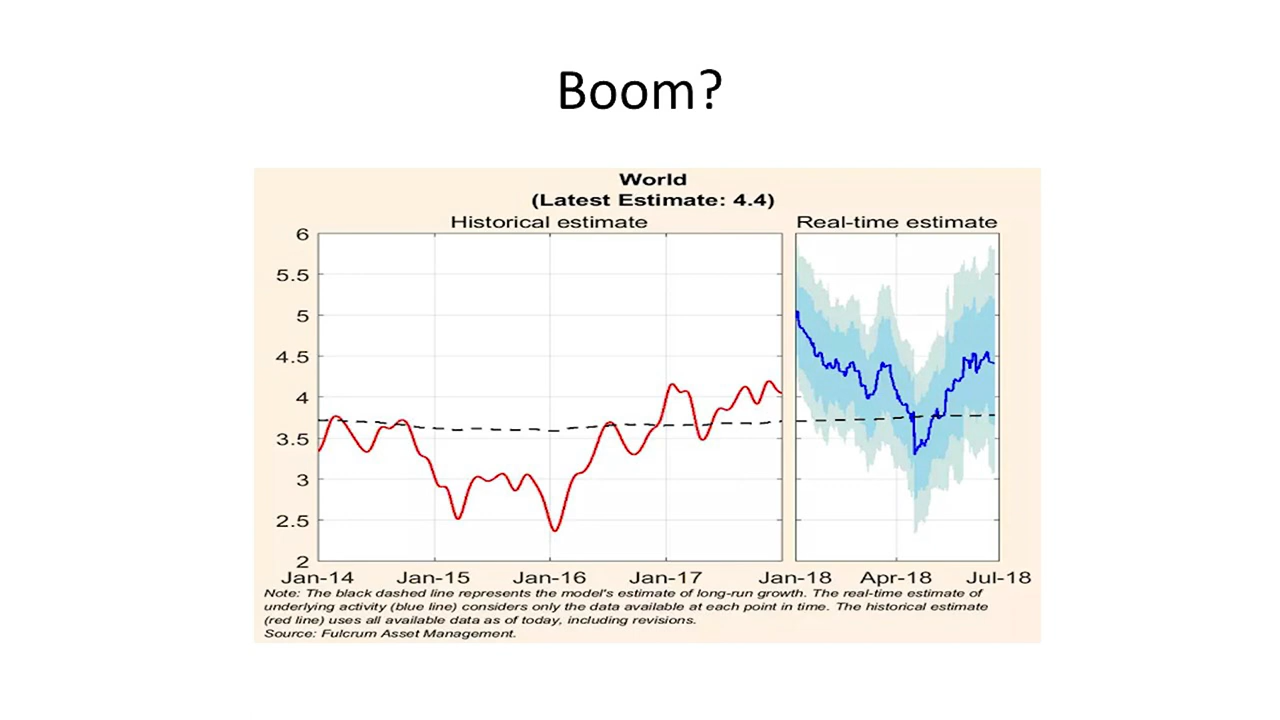 Boom?
World
(Latest Estimate: 4.4)
Historical estimate
Real-time estimate
6
5.5
5
4.5
4
3.5
3
2.5
2
Jan-14
Jan-15
Jan-16
Jan-17
Jan-18
Apr-18
Jul-18
Note: The black dashed line represents the model's estimate of long-run growth. The real-time estimate of
underlying activity (blue line) considers only the data available at each point in time. The historical estimate
(red line) uses all available data as of today, including revisions.
Source: Fulcrum Asset Management.